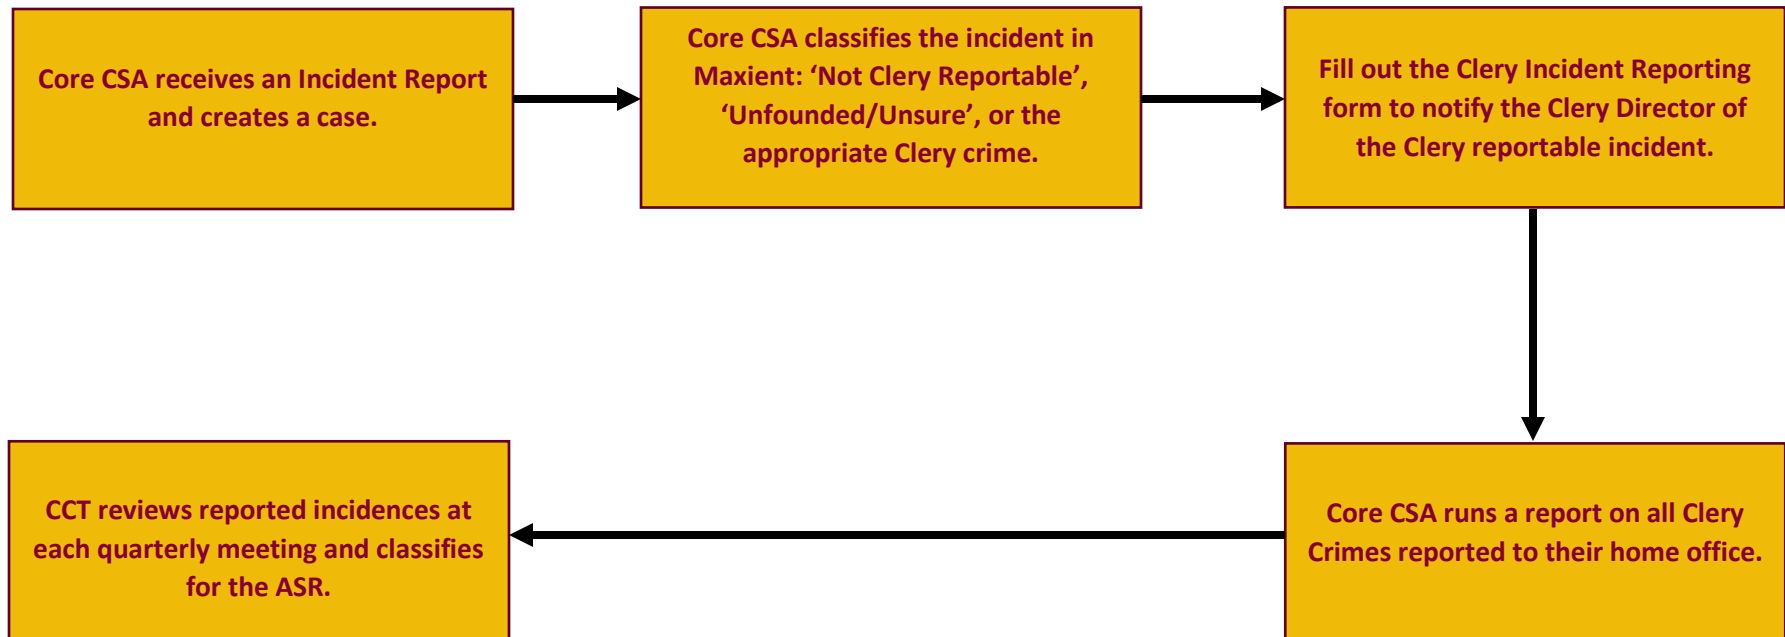 Core CSA receives an Incident Report
and creates a case.
Core CSA classifies the incident in
Maxient: ‘Not Clery Reportable’,
‘Unfounded/Unsure’, or the
appropriate Clery crime.
Fill out the Clery Incident Reporting
form to notify the Clery Director of
the Clery reportable incident.
Core CSA runs a report on all Clery
Crimes reported to their home office.
CCT reviews reported incidences at
each quarterly meeting and classifies
for the ASR.